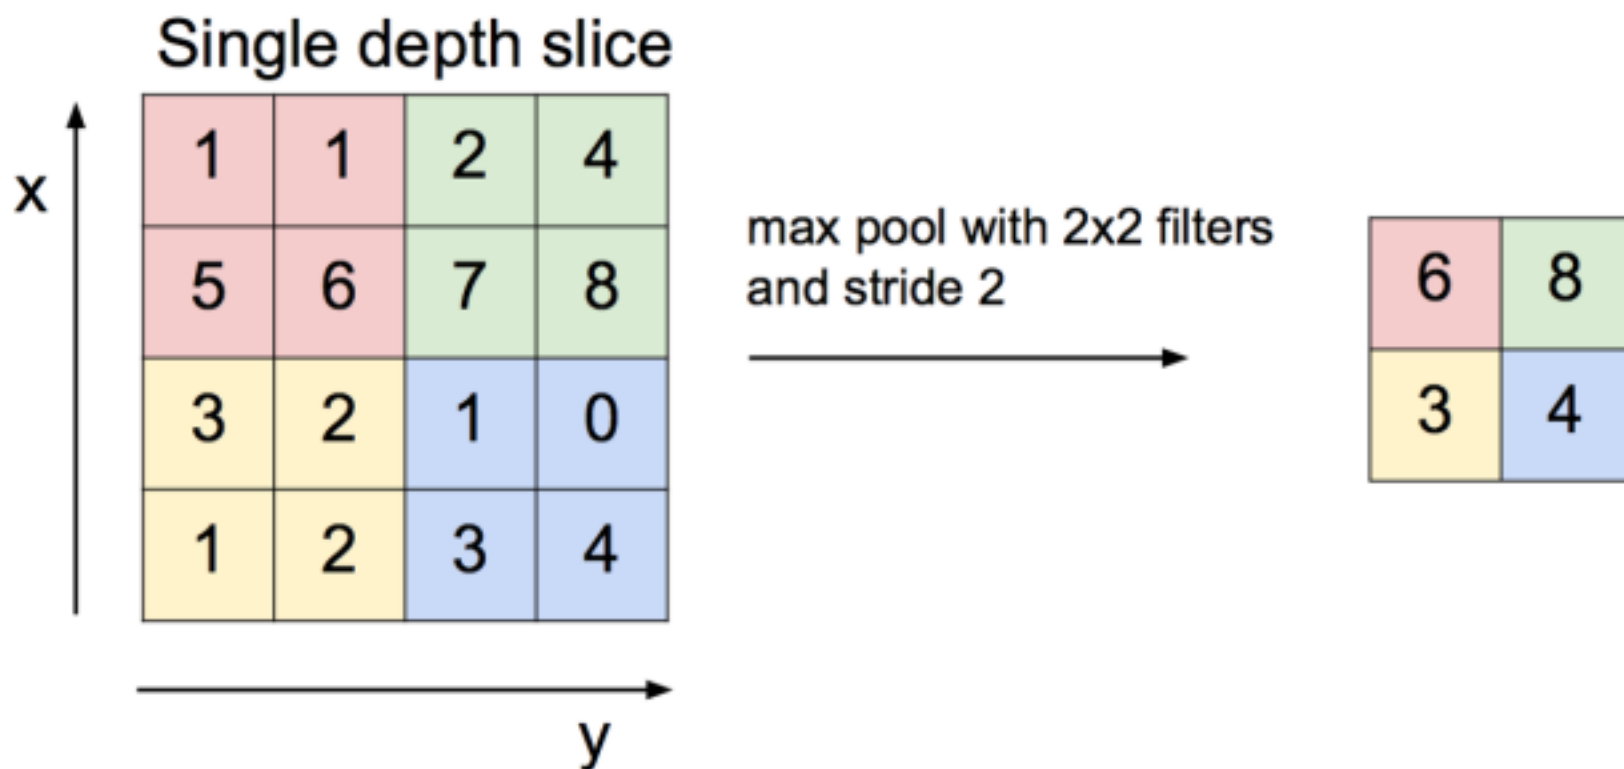 Single depth slice
x
1 1 2 4
5 6 7 8
3 2 1 0
1 2 3 4
y
max pool with 2x2 filters
and stride 2
6 8
3 4